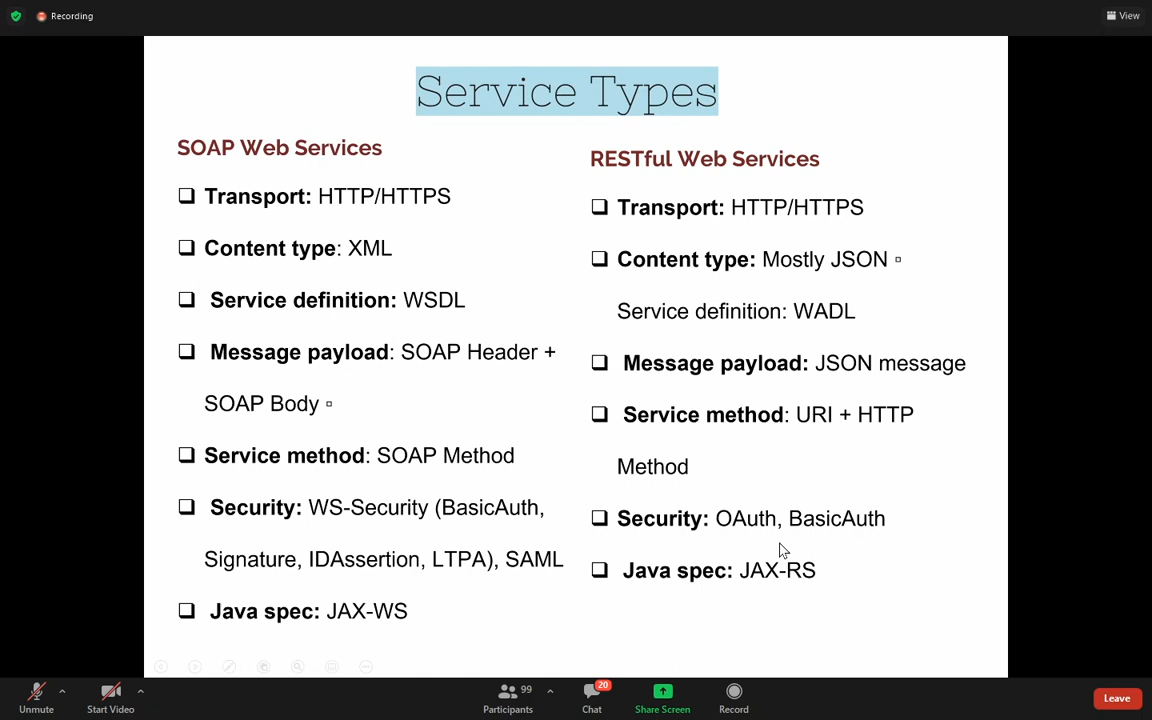 Recording
View
Service Types
SOAP Web Services
❑ Transport: HTTP/HTTPS
❑ Content type: XML
❑ Service definition: WSDL
❑ Message payload: SOAP Header +
SOAP Body ▫
❑ Service method: SOAP Method
❑ Security: WS-Security (BasicAuth,
Signature, IDAssertion, LTPA), SAML
❑ Java spec: JAX-WS
RESTful Web Services
❑ Transport: HTTP/HTTPS
❑ Content type: Mostly JSON ▫
Service definition: WADL
❑ Message payload: JSON message
❑ Service method: URI + HTTP
Method
❑ Security: OAuth, BasicAuth
❑ Java spec: JAX-RS
Unmute
Start Video
99
Participants
20
Chat
Share Screen
Record
Leave